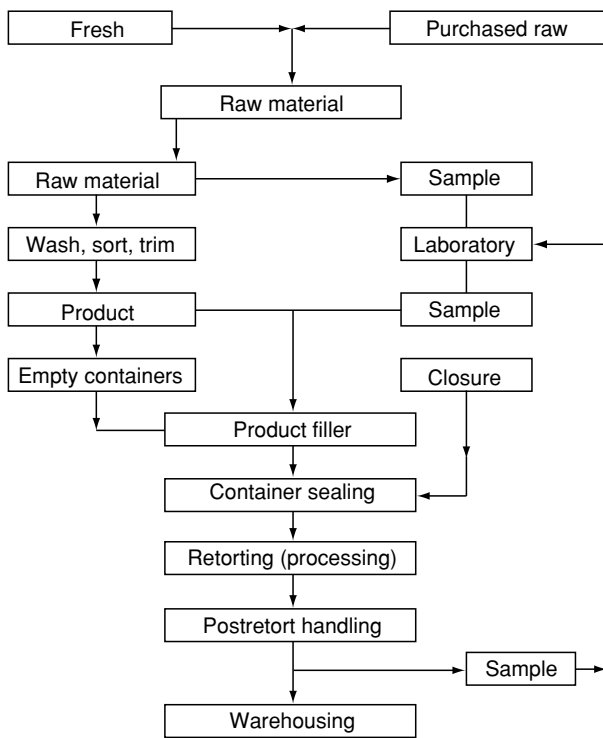 Fresh
Purchased raw
Raw material
Raw material
Sample
Wash, sort, trim
Laboratory
Product
Sample
Empty containers
Closure
Product filler
Container sealing
Retorting (processing)
Postretort handling
Sample
Warehousing